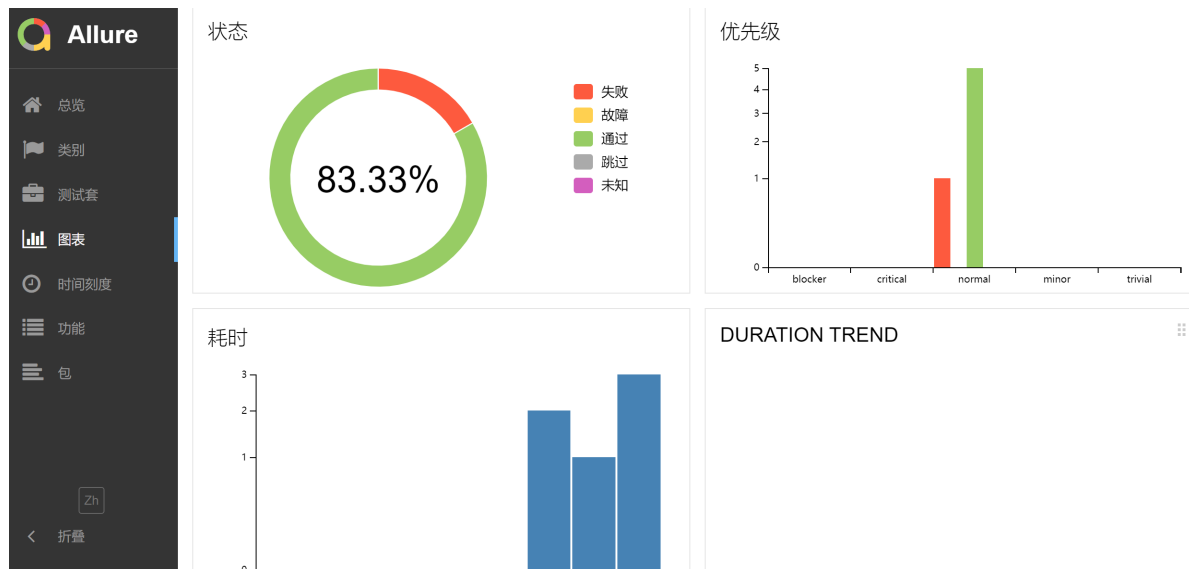 Allure
总览
类别
测试套
图表
时间刻度
功能
包
Zh
折叠
状态
83.33%
失败
故障
通过
跳过
未知
优先级
5
4
3
2
1
0
blocker critical normal minor trivial
耗时
3
2
1
0
DURATION TREND